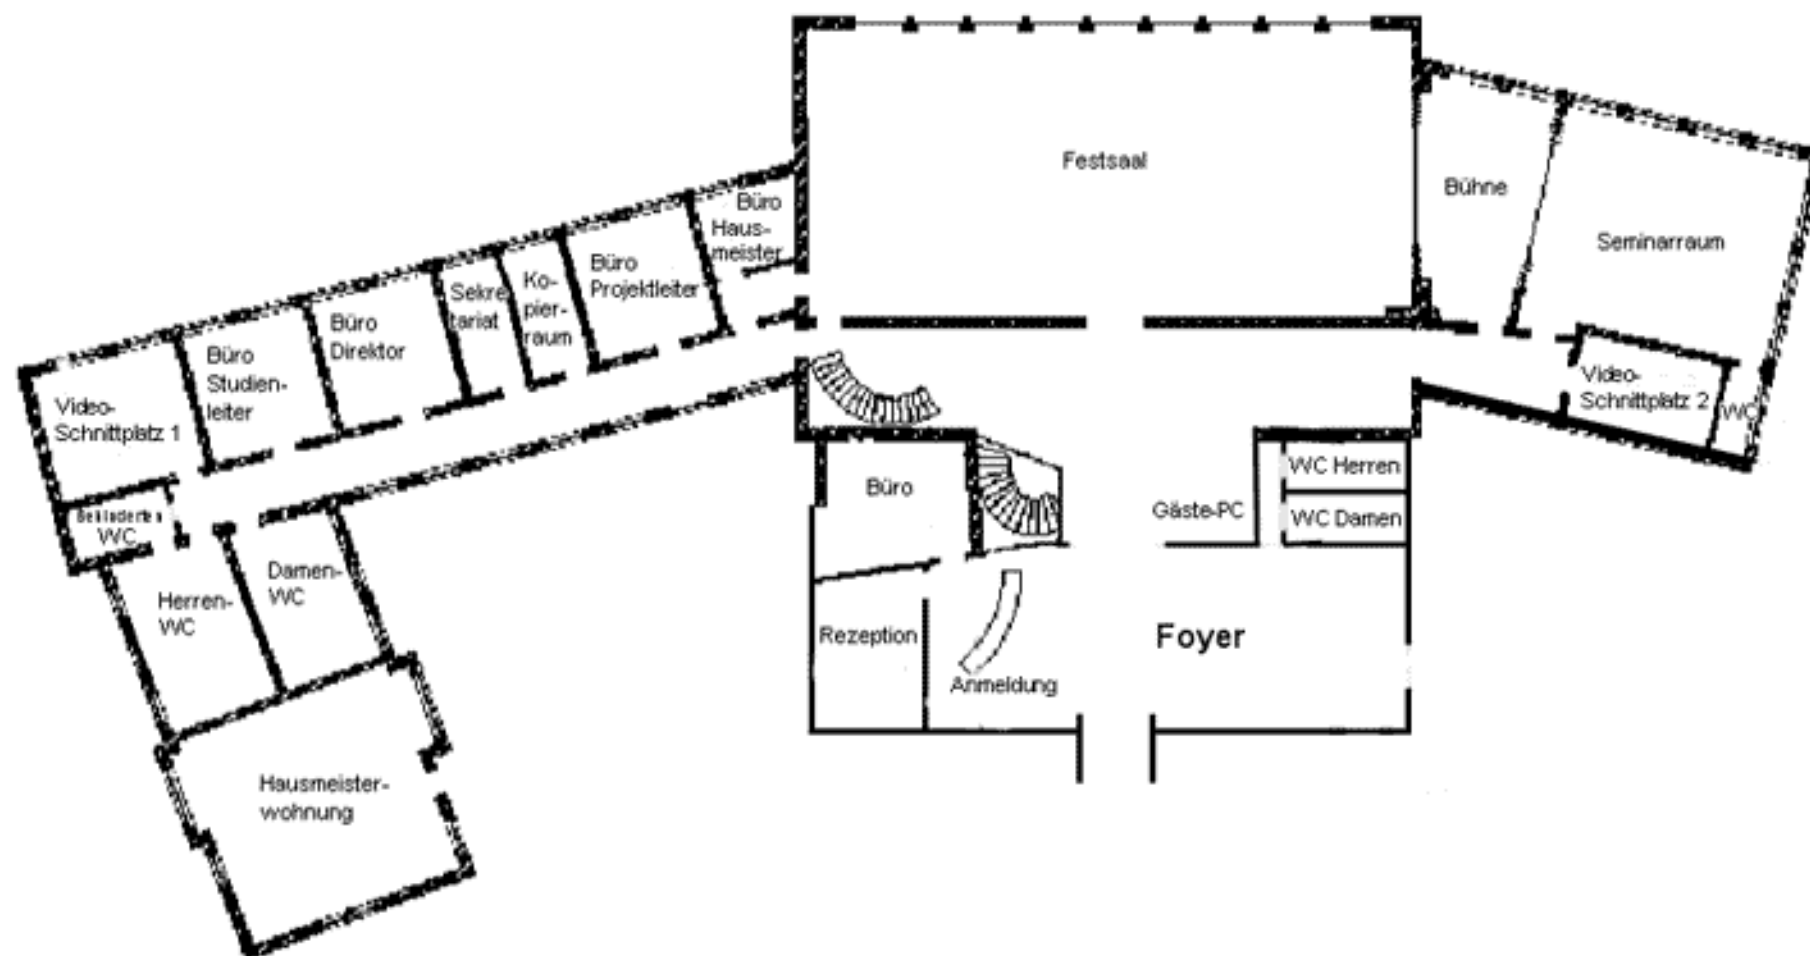 Festsaal
Bühne
Seminarraum
Video-
Schnittplatz 2
WC
Büro
Haus-
meister
Büro
Projektleiter
Ko-
pier-
raum
Sekre
tariat
Büro
Direktor
Büro
Studien-
leiter
Video-
Schnittplatz 1
Behinderten
WC
Herren-
WC
Damen-
WC
Hausmeister-
wohnung
Büro
Gäste-PC
WC Herren
WC Damen
Rezeption
Anmeldung
Foyer